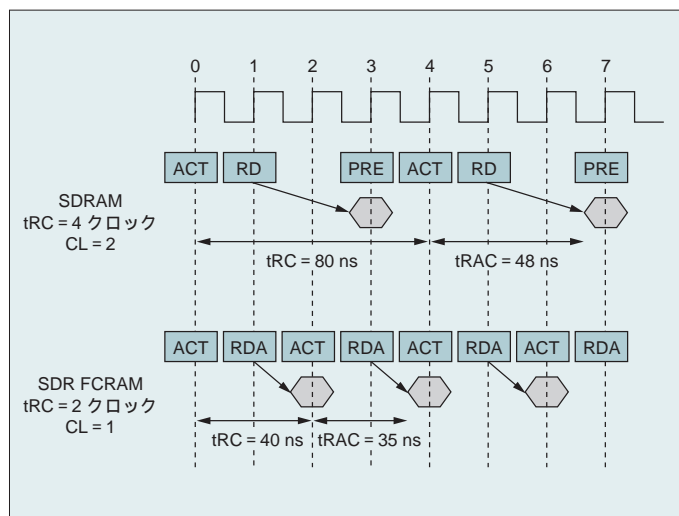 0 1 2 3 4 5 6 7
ACT RD PRE ACT RD PRE
SDRAM
tRC = 4 クロック
CL = 2
tRC = 80 ns tRAC = 48 ns
ACT RDA ACT RDA ACT RDA ACT RDA
SDR FCRAM
tRC = 2 クロック
CL = 1
tRC = 40 ns tRAC = 35 ns